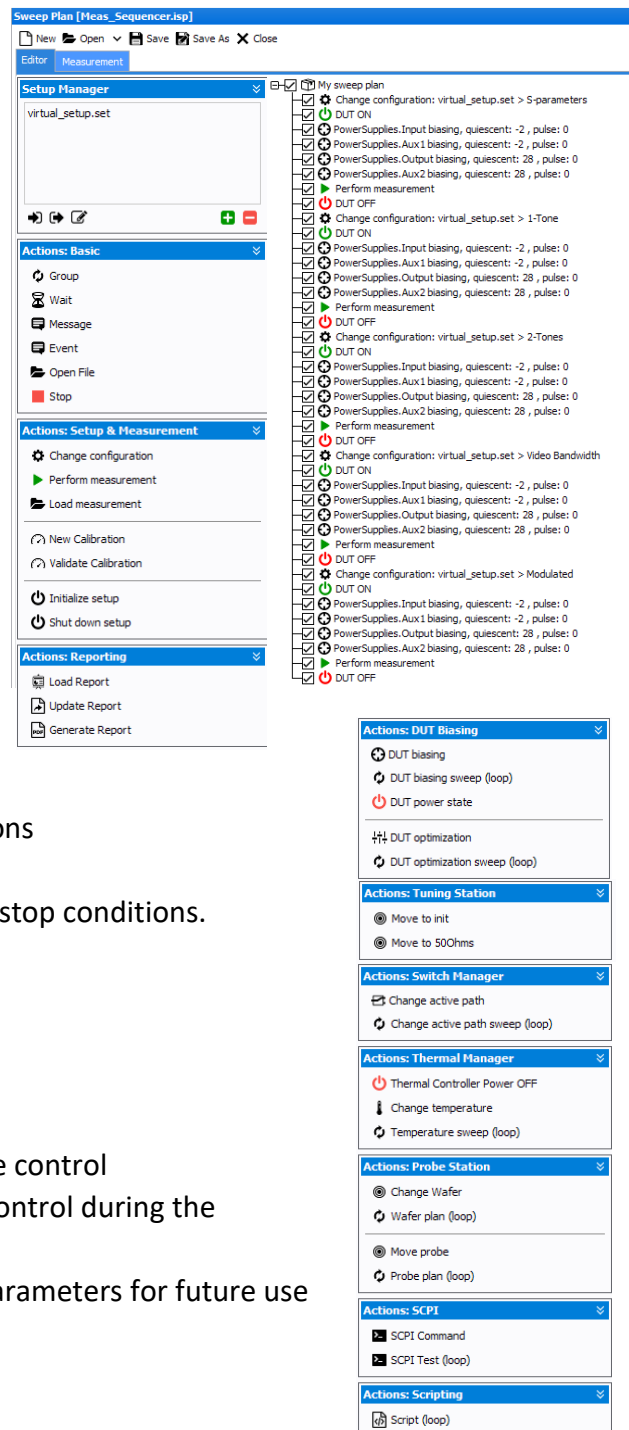 Sweep Plan [Meas_Sequencer.isp]
New Open Save Save As Close
Editor Measurement
Setup Manager
virtual_setup.set
Actions: Basic
Group
Wait
Message
Event
Open File
Stop
Actions: Setup & Measurement
Change configuration
Perform measurement
Load measurement
New Calibration
Validate Calibration
Initialize setup
Shut down setup
Actions: Reporting
Load Report
Update Report
Generate Report
My sweep plan
Change configuration: virtual_setup.set > S-parameters
DUT ON
PowerSupplies.Input biasing, quiescent: -2 , pulse: 0
PowerSupplies.Aux1 biasing, quiescent: -2 , pulse: 0
PowerSupplies.Output biasing, quiescent: 28 , pulse: 0
PowerSupplies.Aux2 biasing, quiescent: 28 , pulse: 0
Perform measurement
DUT OFF
Change configuration: virtual_setup.set > 1-Tone
DUT ON
PowerSupplies.Input biasing, quiescent: -2 , pulse: 0
PowerSupplies.Aux1 biasing, quiescent: -2 , pulse: 0
PowerSupplies.Output biasing, quiescent: 28 , pulse: 0
PowerSupplies.Aux2 biasing, quiescent: 28 , pulse: 0
Perform measurement
DUT OFF
Change configuration: virtual_setup.set > 2-Tones
DUT ON
PowerSupplies.Input biasing, quiescent: -2 , pulse: 0
PowerSupplies.Aux1 biasing, quiescent: -2 , pulse: 0
PowerSupplies.Output biasing, quiescent: 28 , pulse: 0
PowerSupplies.Aux2 biasing, quiescent: 28 , pulse: 0
Perform measurement
DUT OFF
Change configuration: virtual_setup.set > Video Bandwidth
DUT ON
PowerSupplies.Input biasing, quiescent: -2 , pulse: 0
PowerSupplies.Aux1 biasing, quiescent: -2 , pulse: 0
PowerSupplies.Output biasing, quiescent: 28 , pulse: 0
PowerSupplies.Aux2 biasing, quiescent: 28 , pulse: 0
Perform measurement
DUT OFF
Change configuration: virtual_setup.set > Modulated
DUT ON
PowerSupplies.Input biasing, quiescent: -2 , pulse: 0
PowerSupplies.Aux1 biasing, quiescent: -2 , pulse: 0
PowerSupplies.Output biasing, quiescent: 28 , pulse: 0
PowerSupplies.Aux2 biasing, quiescent: 28 , pulse: 0
Perform measurement
DUT OFF
ons
stop conditions.
e control
ontrol during the
arameters for future use
Actions: DUT Biasing
DUT biasing
DUT biasing sweep (loop)
DUT power state
DUT optimization
DUT optimization sweep (loop)
Actions: Tuning Station
Move to init
Move to 50Ohms
Actions: Switch Manager
Change active path
Change active path sweep (loop)
Actions: Thermal Manager
Thermal Controller Power OFF
Change temperature
Temperature sweep (loop)
Actions: Probe Station
Change Wafer
Wafer plan (loop)
Move probe
Probe plan (loop)
Actions: SCPI
SCPI Command
SCPI Test (loop)
Actions: Scripting
Script (loop)